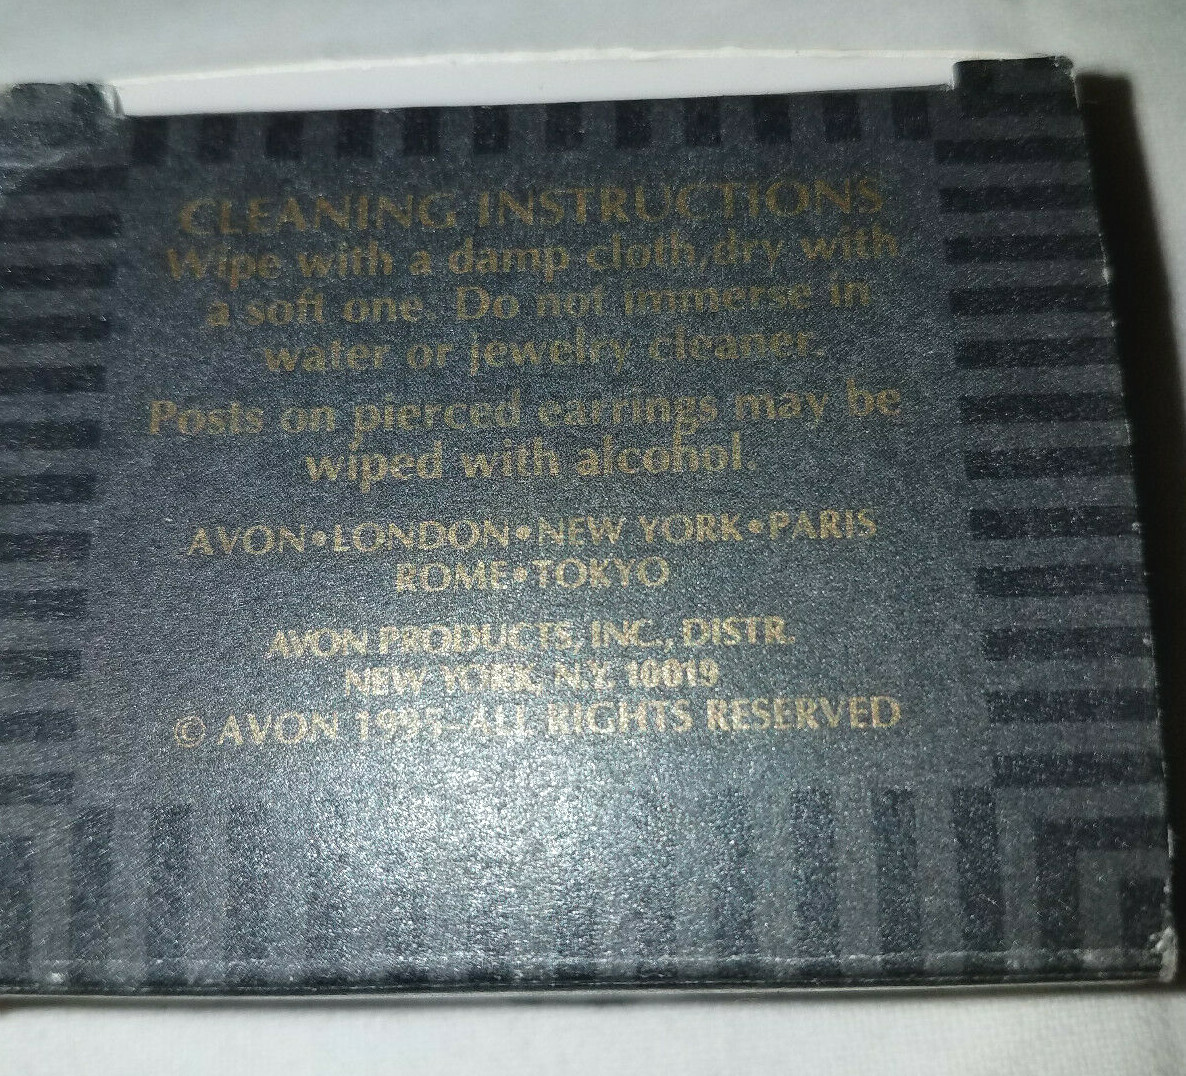 CLEANING INSTRUCTIONS
Wipe with a damp cloth, dry with
a soft one. Do not immerse in
water or jewelry cleaner.
Posts on pierced earrings may be
wiped with alcohol.
AVON•LONDON•NEW YORK•PARIS
ROME•TOKYO
AVON PRODUCTS, INC., DISTR.
NEW YORK, N.Y. 10019
© AVON 1995–ALL RIGHTS RESERVED